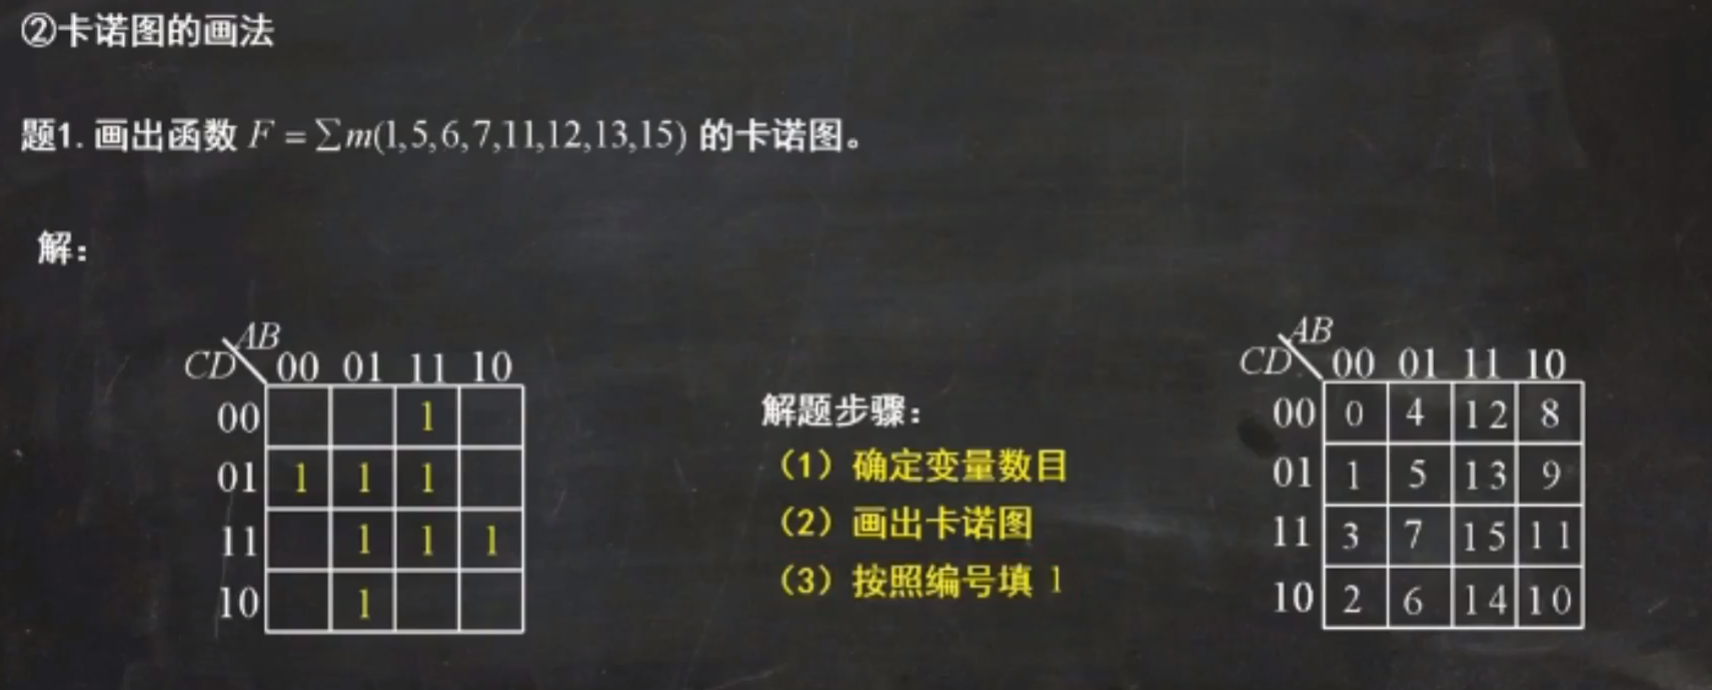 ②卡诺图的画法
题1. 画出函数 F = ∑m(1,5,6,7,11,12,13,15) 的卡诺图。
解：
AB
CD 00 01 11 10
00 1
01 1 1 1
11 1 1 1
10 1
解题步骤：
（1）确定变量数目
（2）画出卡诺图
（3）按照编号填 1
AB
CD 00 01 11 10
00 0 4 12 8
01 1 5 13 9
11 3 7 15 11
10 2 6 14 10